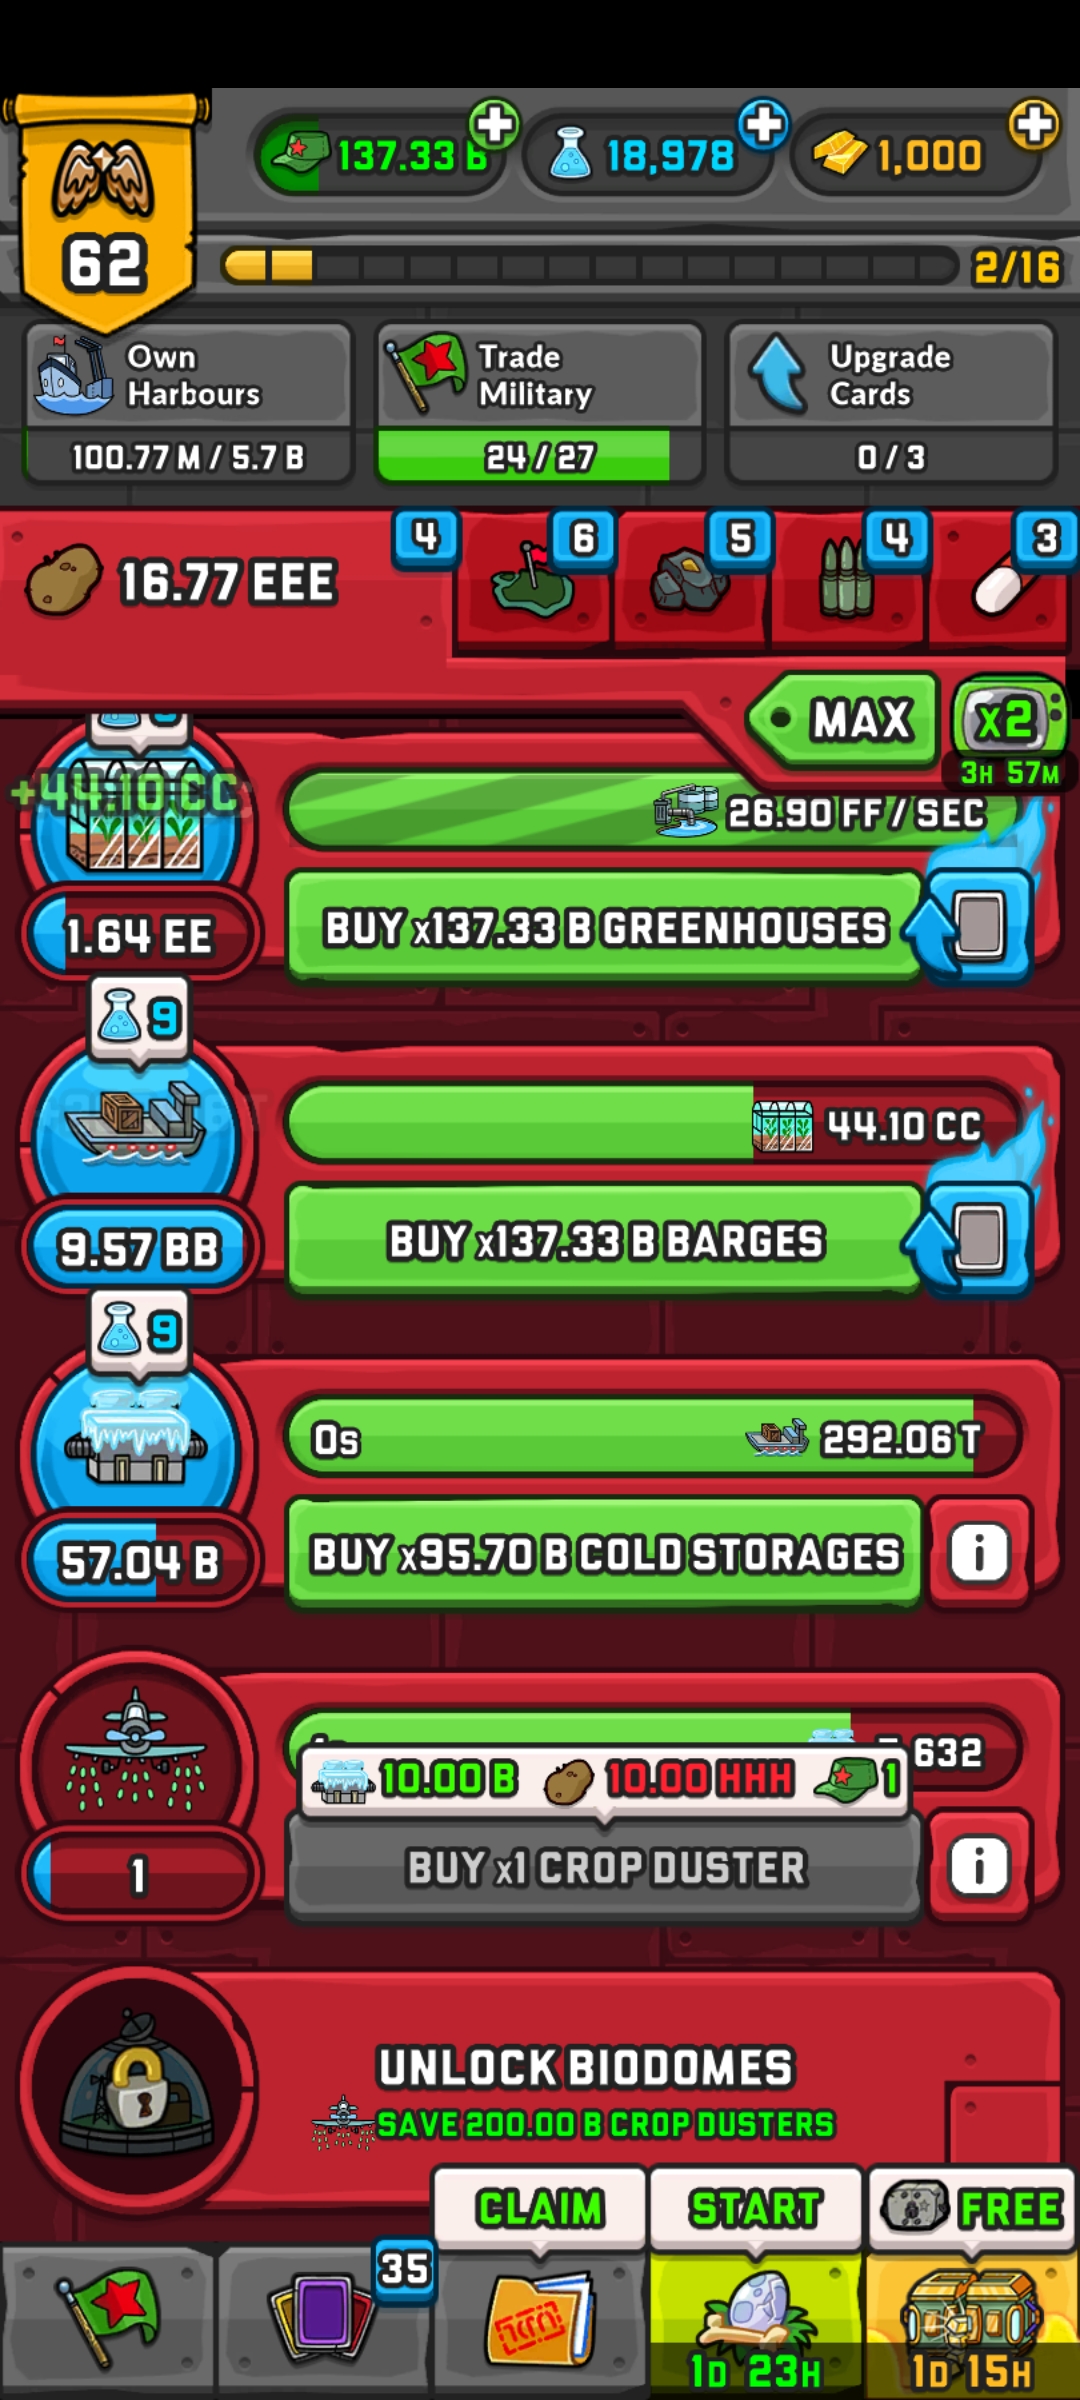 137.33 B
18,978
1,000
62
2/16
Own
Harbours
100.77 M / 5.7 B
Trade
Military
24 / 27
Upgrade
Cards
0 / 3
16.77 EEE
4
6
5
4
3
MAX
x2
3H 57M
+44.10 CC
26.90 FF / SEC
1.64 EE
BUY x137.33 B GREENHOUSES
9
44.10 CC
9.57 BB
BUY x137.33 B BARGES
9
0s
292.06 T
57.04 B
BUY x95.70 B COLD STORAGES
632
10.00 B
10.00 HHH
1
1
BUY x1 CROP DUSTER
UNLOCK BIODOMES
SAVE 200.00 B CROP DUSTERS
CLAIM
START
FREE
35
1D 23H
1D 15H